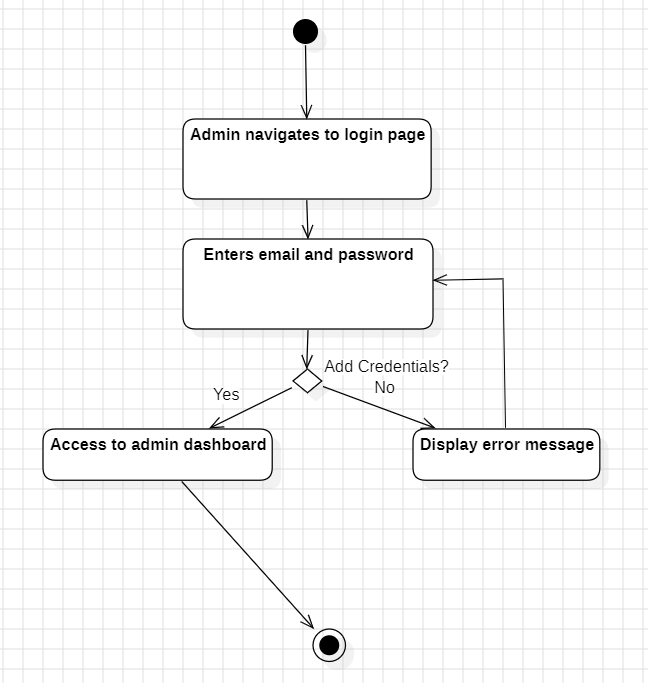 Admin navigates to login page
Enters email and password
Add Credentials?
No
Yes
Access to admin dashboard
Display error message